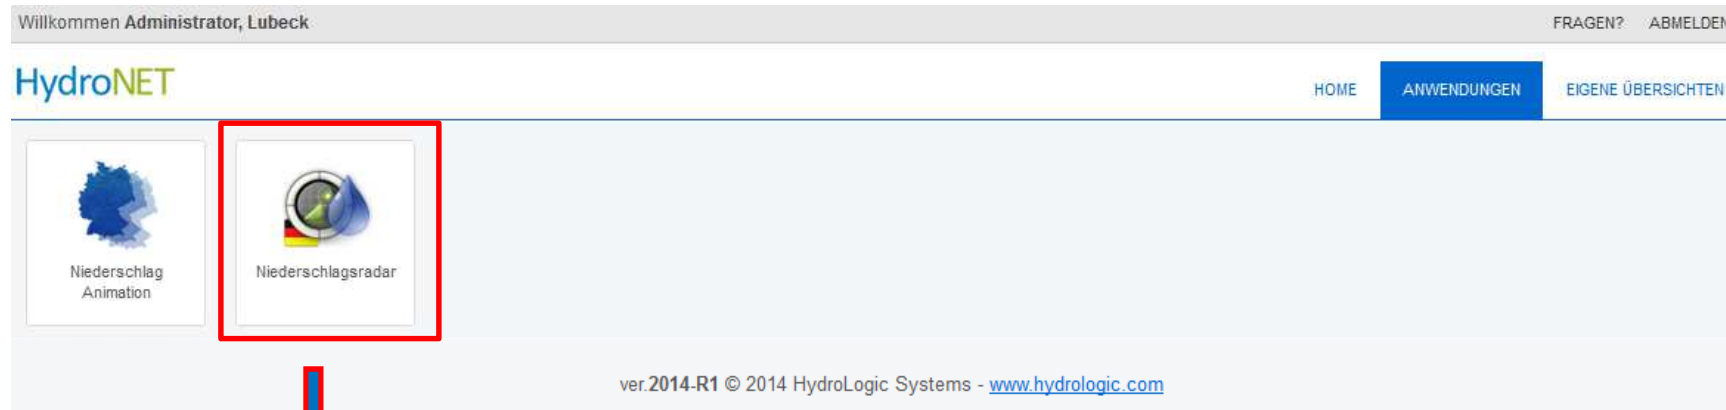 Willkommen Administrator, Lubeck
FRAGEN? ABMELDEN
HydroNET
HOME ANWENDUNGEN EIGENE ÜBERSICHTEN
Niederschlag
Animation
Niederschlagsradar
ver.2014-R1 © 2014 HydroLogic Systems - www.hydrologic.com